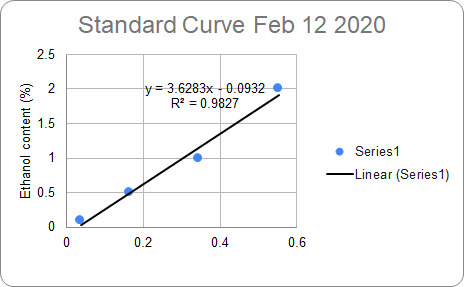 Standard Curve Feb 12 2020
2.5
2
1.5
1
0.5
0
Ethanol content (%)
y = 3.6283x - 0.0932
R² = 0.9827
0
0.2
0.4
0.6
Series1
Linear (Series1)